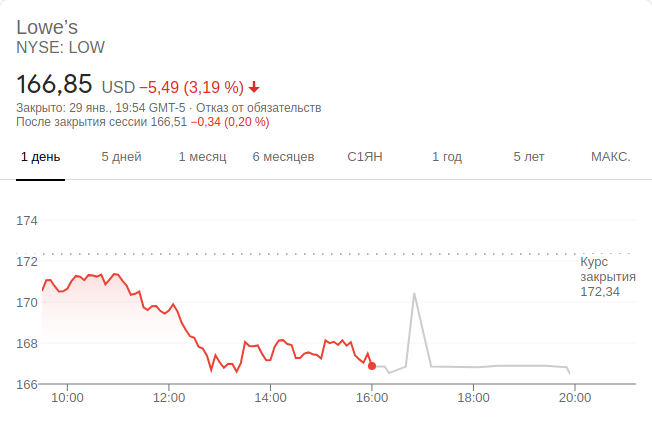 Lowe’s
NYSE: LOW
166,85 USD −5,49 (3,19 %)
Закрыто: 29 янв., 19:54 GMT-5 · Отказ от обязательств
После закрытия сессии 166,51 −0,34 (0,20 %)
1 день 5 дней 1 месяц 6 месяцев С1ЯН 1 год 5 лет МАКС.
174
172
Курс
закрытия
172,34
170
168
166
10:00 12:00 14:00 16:00 18:00 20:00